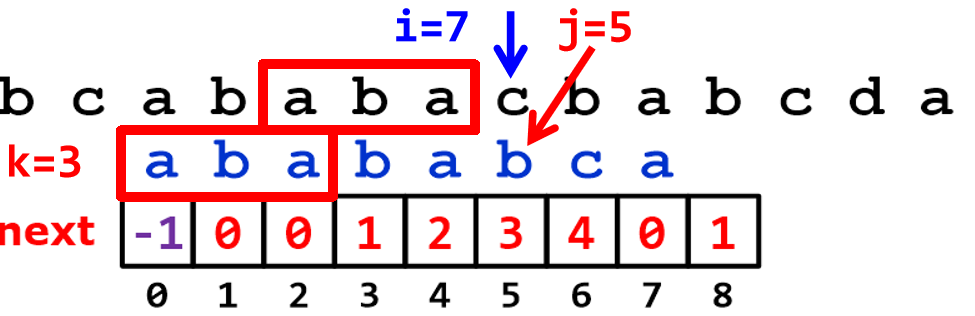 i=7 j=5
b c a b a b a c b a b c d a
k=3 a b a b a b c a
next -1 0 0 1 2 3 4 0 1
0 1 2 3 4 5 6 7 8